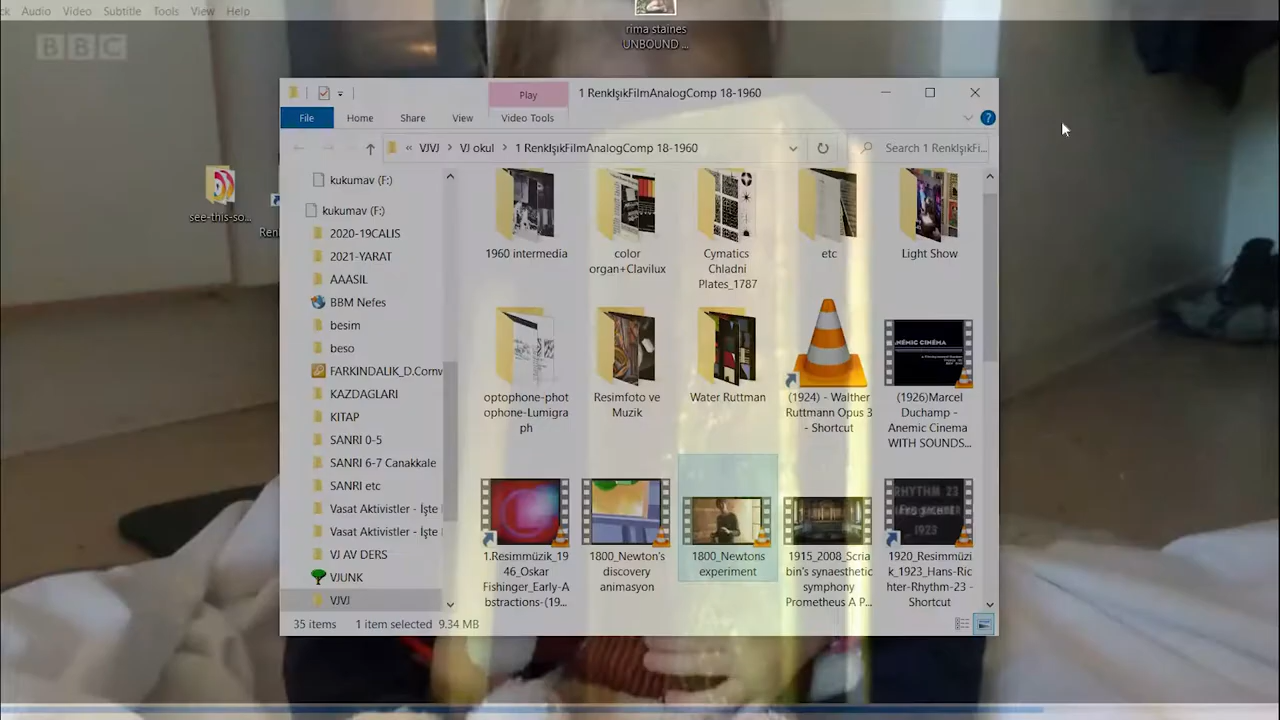 Audio Video Subtitle Tools View Help
BBC
rima staines
UNBOUND ...
see-this-so...
Play
1 RenkIşıkFilmAnalogComp 18-1960
File Home Share View Video Tools
« VJVJ > VJ okul > 1 RenkIşıkFilmAnalogComp 18-1960
Search 1 RenkIşıkFi...
kukumav (F:)
kukumav (F:)
2020-19CALIS
2021-YARAT
AAASIL
BBM Nefes
besim
beso
FARKINDALIK_D.Comw
KAZDAGLARI
KITAP
SANRI 0-5
SANRI 6-7 Canakkale
SANRI etc
Vasat Aktivistler - İşte
Vasat Aktivistler - İşte
VJ AV DERS
VJUNK
VJVJ
1960 intermedia
color
organ+Clavilux
Cymatics
Chladni
Plates_1787
etc
Light Show
optophone-phot
ophone-Lumigra
ph
Resimfoto ve
Muzik
Water Ruttman
(1924) - Walther
Ruttmann Opus 3
- Shortcut
ANÉMIC CINÉMA
(1926)Marcel
Duchamp -
Anemic Cinema
WITH SOUNDS...
1.Resimmüzik_19
46_Oskar
Fishinger_Early-A
bstractions-(19...
1800_Newton's
discovery
animasyon
1800_Newtons
experiment
1915_2008_Scria
bin's synaesthetic
symphony
Prometheus A P...
RHYTHM 23
1923
1920_Resimmüzi
k_1923_Hans-Ric
hter-Rhythm-23 -
Shortcut
35 items 1 item selected 9.34 MB